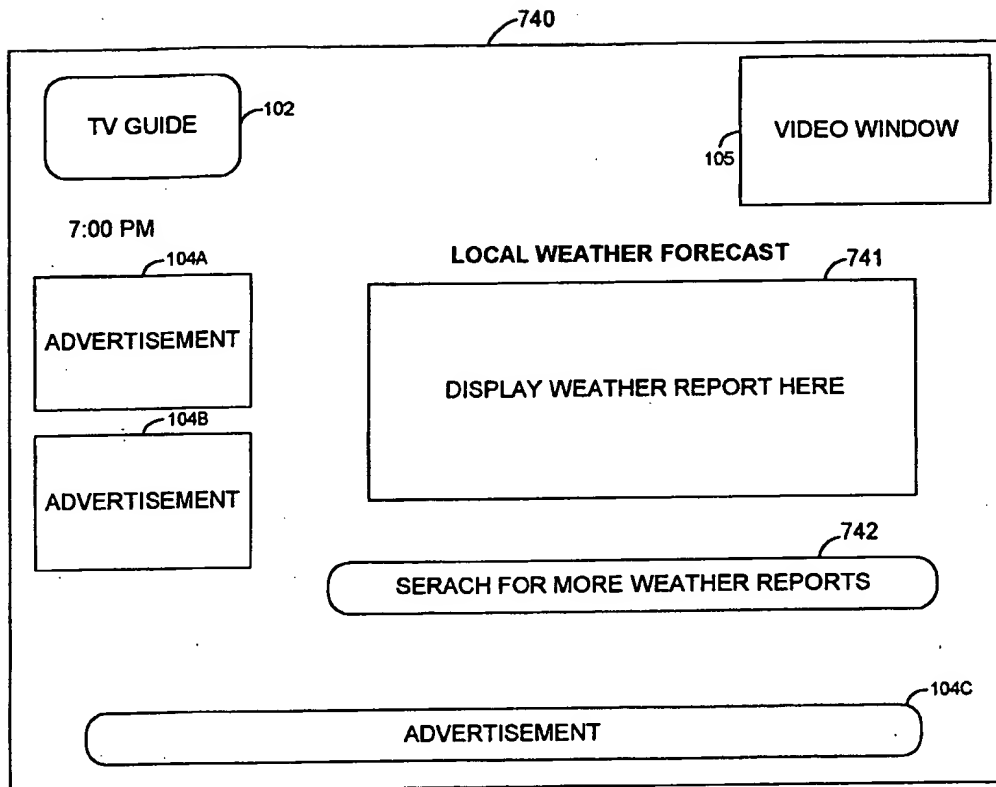 740
TV GUIDE
102
VIDEO WINDOW
105
7:00 PM
LOCAL WEATHER FORECAST
104A
741
ADVERTISEMENT
DISPLAY WEATHER REPORT HERE
104B
ADVERTISEMENT
742
SERACH FOR MORE WEATHER REPORTS
104C
ADVERTISEMENT